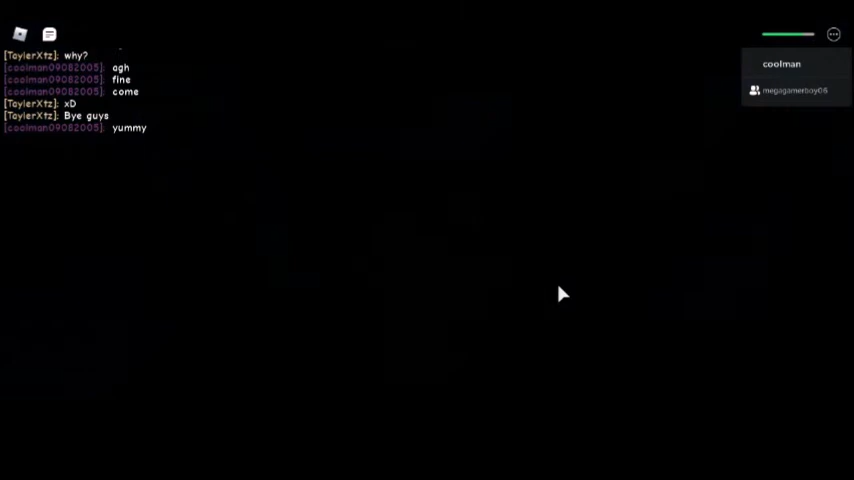 [TaylerXtz]: why?
[coolman09082005]: agh
[coolman09082005]: fine
[coolman09082005]: come
[TaylerXtz]: xD
[TaylerXtz]: Bye guys
[coolman09082005]: yummy
coolman
megagamerboy06